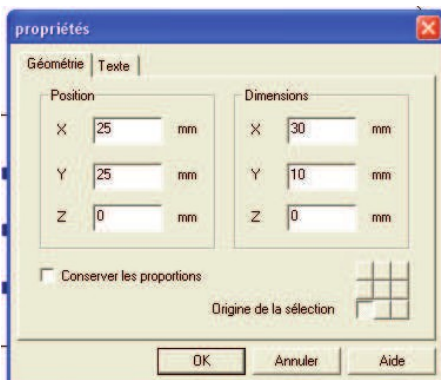 propriétés
Géométrie Texte
Position Dimensions
X 25 mm X 30 mm
Y 25 mm Y 10 mm
Z 0 mm Z 0 mm
Conserver les proportions
Origine de la sélection
OK Annuler Aide